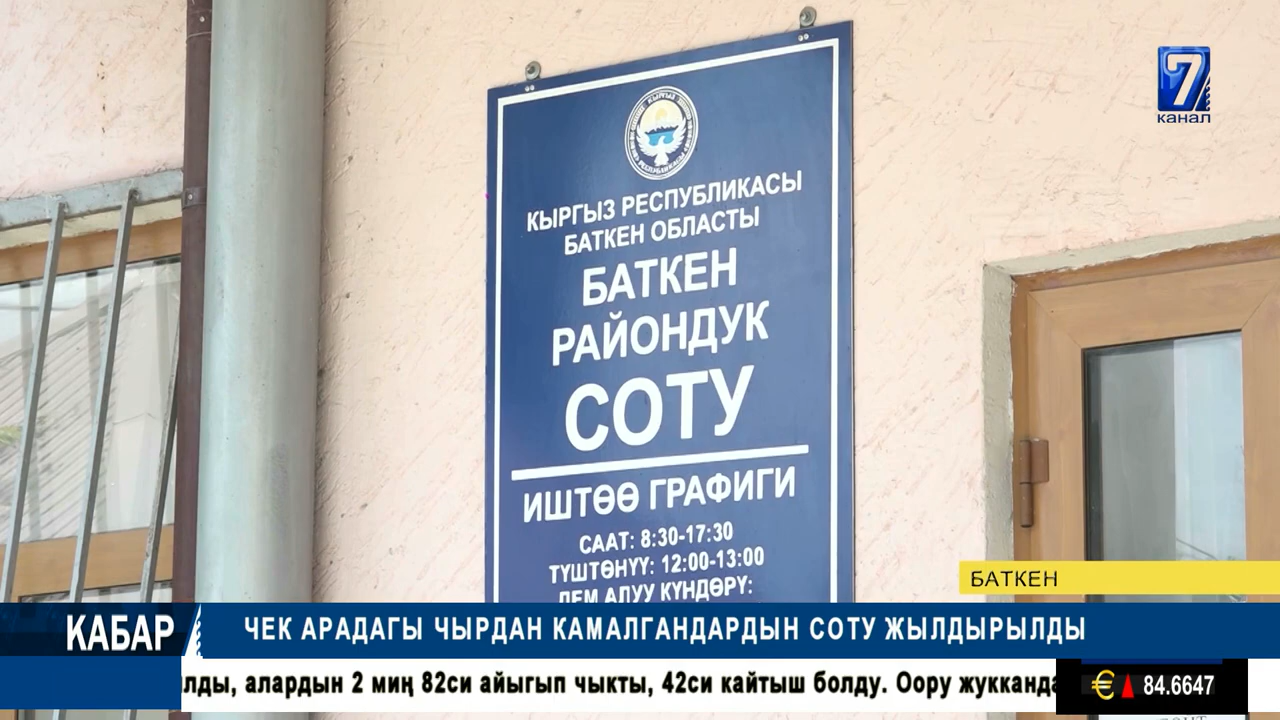 7
КАНАЛ
КЫРГЫЗ РЕСПУБЛИКАСЫ
БАТКЕН ОБЛАСТЫ
БАТКЕН
РАЙОНДУК
СОТУ
ИШТӨӨ ГРАФИГИ
СААТ: 8:30-17:30
ТҮШТӨНҮҮ: 12:00-13:00
ДЕМ АЛУУ КҮНДӨРҮ:
БАТКЕН
КАБАР
ЧЕК АРАДАГЫ ЧЫРДАН КАМАЛГАНДАРДЫН СОТУ ЖЫЛДЫРЫЛДЫ
алардын 2 миң 82си айыгып чыкты, 42си кайтыш болду. Оору
€ 84.6647